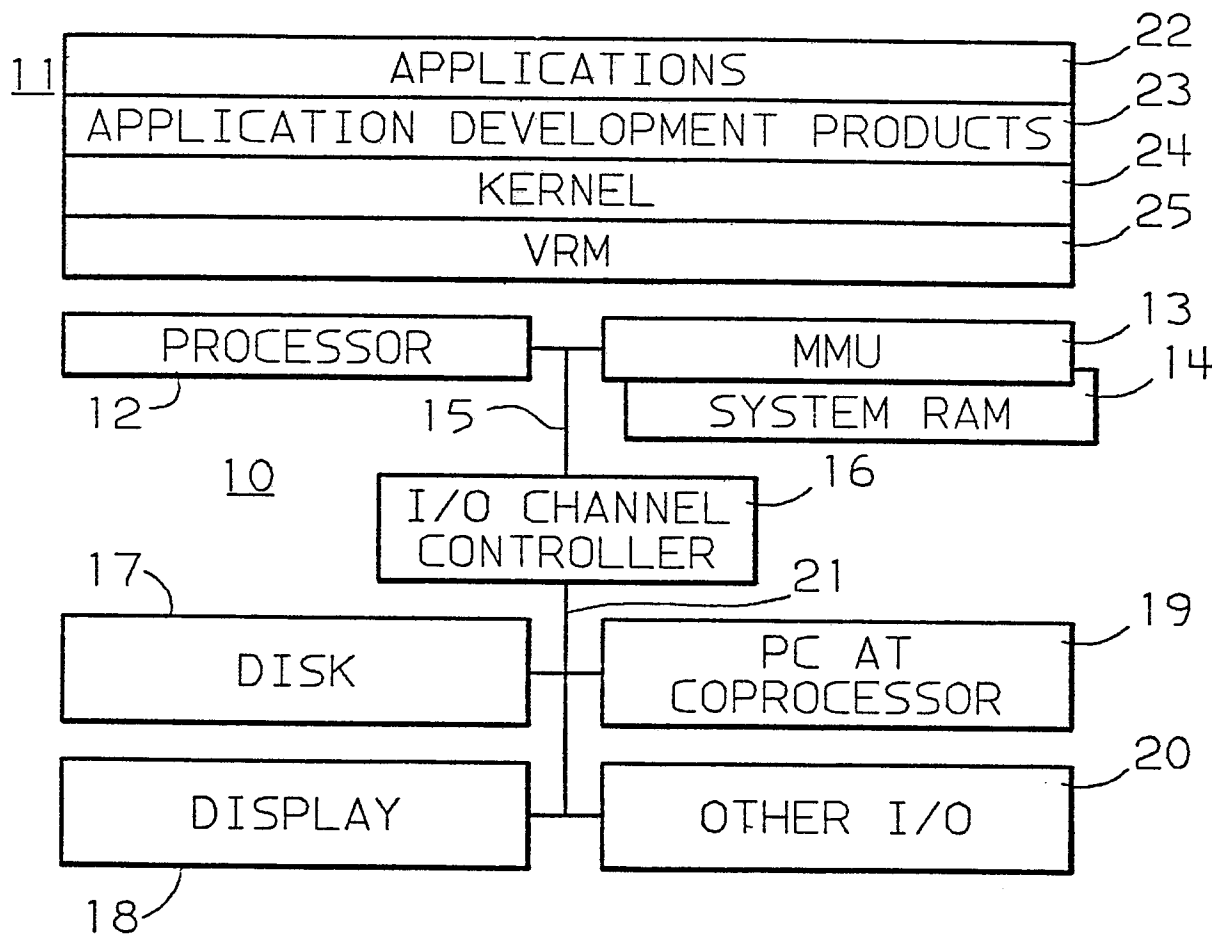 22
11
APPLICATIONS
23
APPLICATION DEVELOPMENT PRODUCTS
24
KERNEL
25
VRM
13
PROCESSOR
MMU
14
12
15
SYSTEM RAM
10
16
I/O CHANNEL
CONTROLLER
17
21
19
DISK
PC AT
COPROCESSOR
20
DISPLAY
OTHER I/O
18